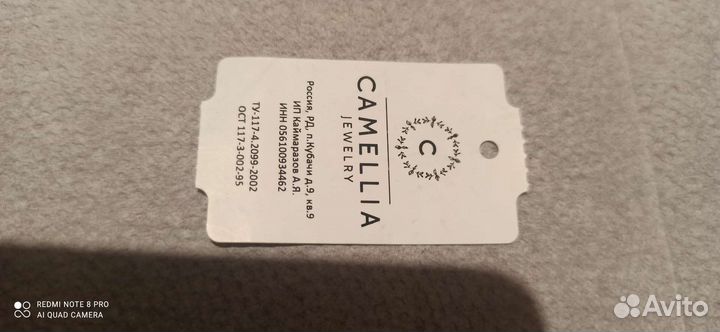 C
CAMELLIA
JEWELRY
Россия, РД, п.Кубачи д.9, кв.9
ИП Каймаразов А.Я.
ИНН 056100934462
ТУ-117-4.2099-2002
ОСТ 117-3-002-95
REDMI NOTE 8 PRO
AI QUAD CAMERA
Avito